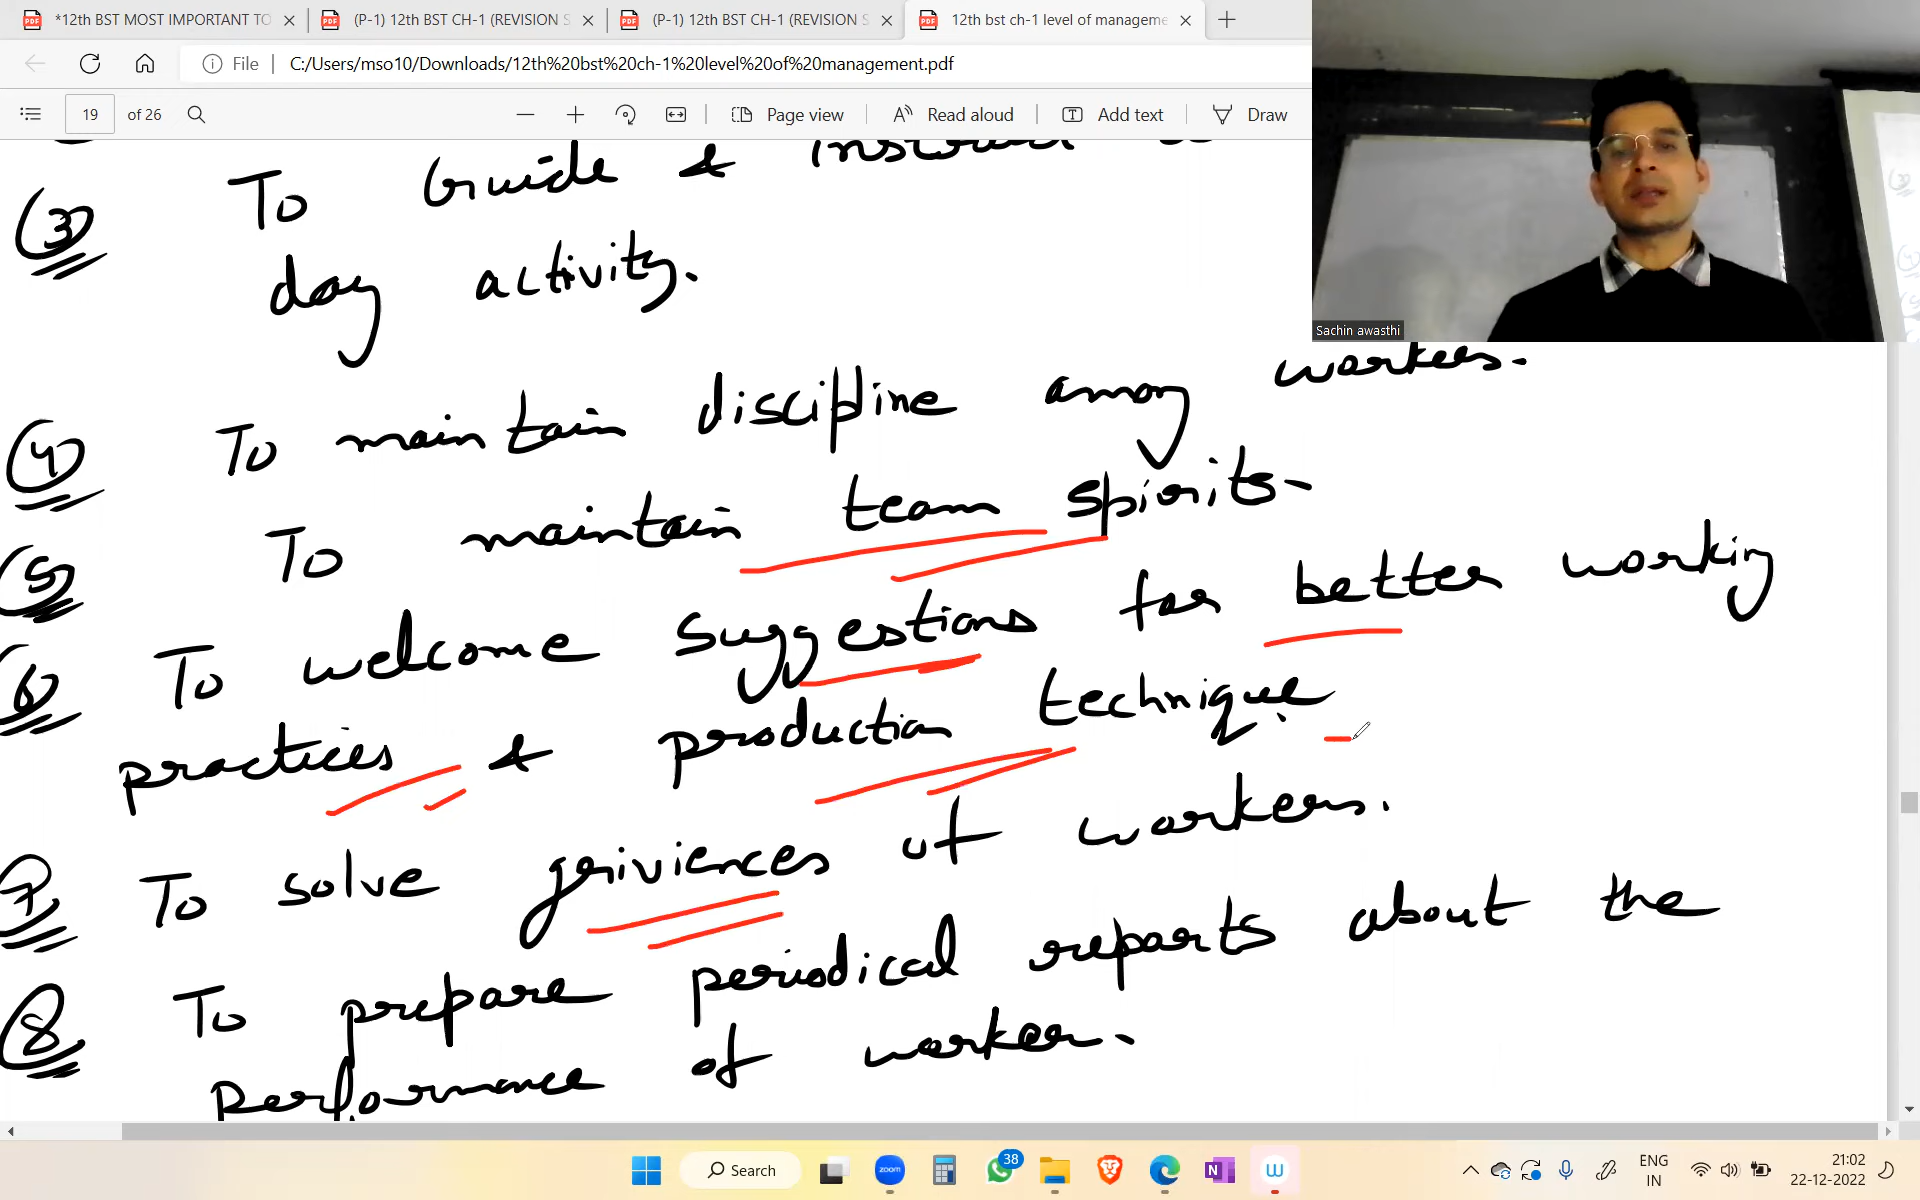 *12th BST MOST IMPORTANT TO
(P-1) 12th BST CH-1 (REVISION S
(P-1) 12th BST CH-1 (REVISION S
12th bst ch-1 level of manageme
File
C:/Users/mso10/Downloads/12th%20bst%20ch-1%20level%20of%20management.pdf
19 of 26
Page view
Read aloud
Add text
Draw
Sachin awasthi
(3) To Guide & instruct
day activity.
(4) To maintain discipline among workers.
(5) To maintain team spirits-
(6) To welcome suggestions for better working
practices & production technique
(7) To solve griviences of workers.
(8) To prepare periodical reports about the
performance of worker.
Search
zoom
38
N
W
ENG
IN
21:02
22-12-2022